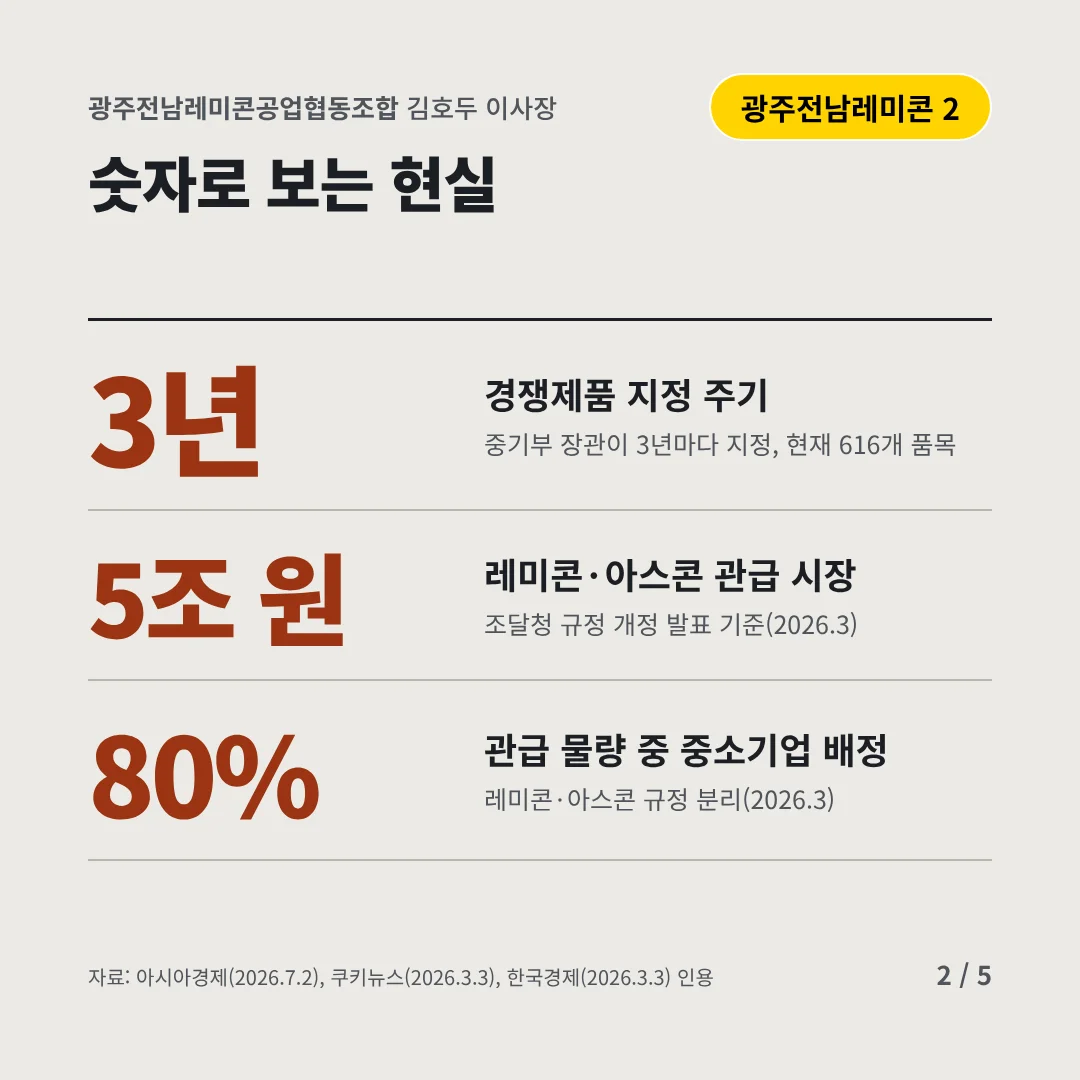 광주전남레미콘공업협동조합 김호두 이사장
광주전남레미콘 2
숫자로 보는 현실
3년
경쟁제품 지정 주기
중기부 장관이 3년마다 지정, 현재 616개 품목
5조 원
레미콘·아스콘 관급 시장
조달청 규정 개정 발표 기준(2026.3)
80%
관급 물량 중 중소기업 배정
레미콘·아스콘 규정 분리(2026.3)
자료: 아시아경제(2026.7.2), 쿠키뉴스(2026.3.3), 한국경제(2026.3.3) 인용
2 / 5